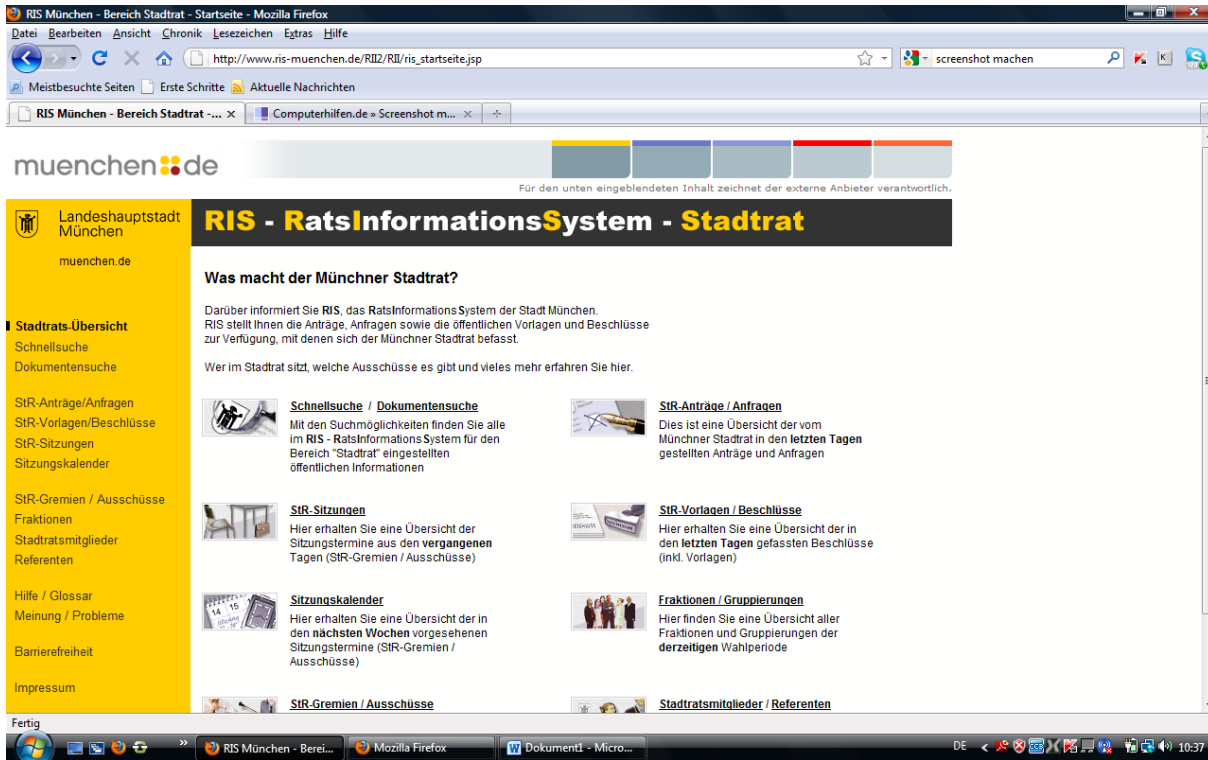 RIS München - Bereich Stadtrat - Startseite - Mozilla Firefox
Datei Bearbeiten Ansicht Chronik Lesezeichen Extras Hilfe
http://www.ris-muenchen.de/RII2/RII/ris_startseite.jsp
screenshot machen
Meistbesuchte Seiten Erste Schritte Aktuelle Nachrichten
RIS München - Bereich Stadtrat -... Computerhilfen.de » Screenshot m...
muenchen de
Für den unten eingeblendeten Inhalt zeichnet der externe Anbieter verantwortlich.
Landeshauptstadt
München
muenchen.de
Stadtrats-Übersicht
Schnellsuche
Dokumentensuche
StR-Anträge/Anfragen
StR-Vorlagen/Beschlüsse
StR-Sitzungen
Sitzungskalender
StR-Gremien / Ausschüsse
Fraktionen
Stadtratsmitglieder
Referenten
Hilfe / Glossar
Meinung / Probleme
Barrierefreiheit
Impressum
RIS - RatsInformationsSystem - Stadtrat
Was macht der Münchner Stadtrat?
Darüber informiert Sie RIS, das RatsInformationsSystem der Stadt München.
RIS stellt Ihnen die Anträge, Anfragen sowie die öffentlichen Vorlagen und Beschlüsse
zur Verfügung, mit denen sich der Münchner Stadtrat befasst.
Wer im Stadtrat sitzt, welche Ausschüsse es gibt und vieles mehr erfahren Sie hier.
Schnellsuche / Dokumentensuche
Mit den Suchmöglichkeiten finden Sie alle
im RIS - RatsInformationsSystem für den
Bereich "Stadtrat" eingestellten
öffentlichen Informationen
StR-Anträge / Anfragen
Dies ist eine Übersicht der vom
Münchner Stadtrat in den letzten Tagen
gestellten Anträge und Anfragen
StR-Sitzungen
Hier erhalten Sie eine Übersicht der
Sitzungstermine aus den vergangenen
Tagen (StR-Gremien / Ausschüsse)
StR-Vorlagen / Beschlüsse
Hier erhalten Sie eine Übersicht der in
den letzten Tagen gefassten Beschlüsse
(inkl. Vorlagen)
Sitzungskalender
Hier erhalten Sie eine Übersicht der in
den nächsten Wochen vorgesehenen
Sitzungstermine (StR-Gremien /
Ausschüsse)
Fraktionen / Gruppierungen
Hier finden Sie eine Übersicht aller
Fraktionen und Gruppierungen der
derzeitigen Wahlperiode
StR-Gremien / Ausschüsse
Stadtratsmitglieder / Referenten
Fertig
RIS München - Berei... Mozilla Firefox Dokument1 - Micro... DE 10:37